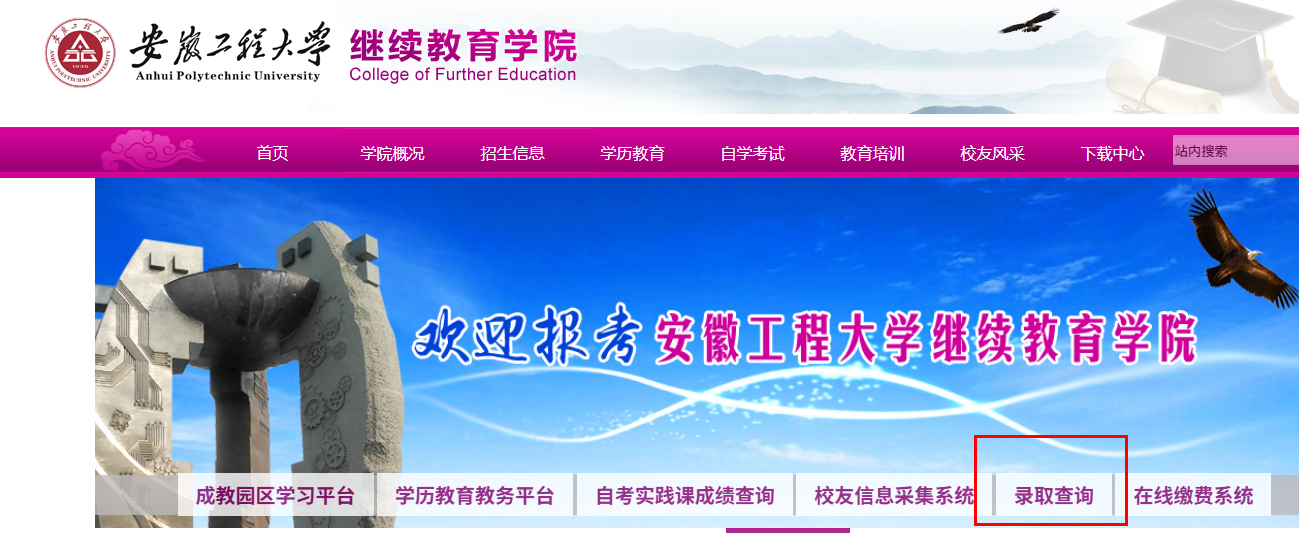 安徽工程大学
Anhui Polytechnic University
继续教育学院
College of Further Education
首页 学院概况 招生信息 学历教育 自学考试 教育培训 校友风采 下载中心 站内搜索
欢迎报考 安徽工程大学继续教育学院
成教园区学习平台 学历教育教务平台 自考实践课成绩查询 校友信息采集系统 录取查询 在线缴费系统